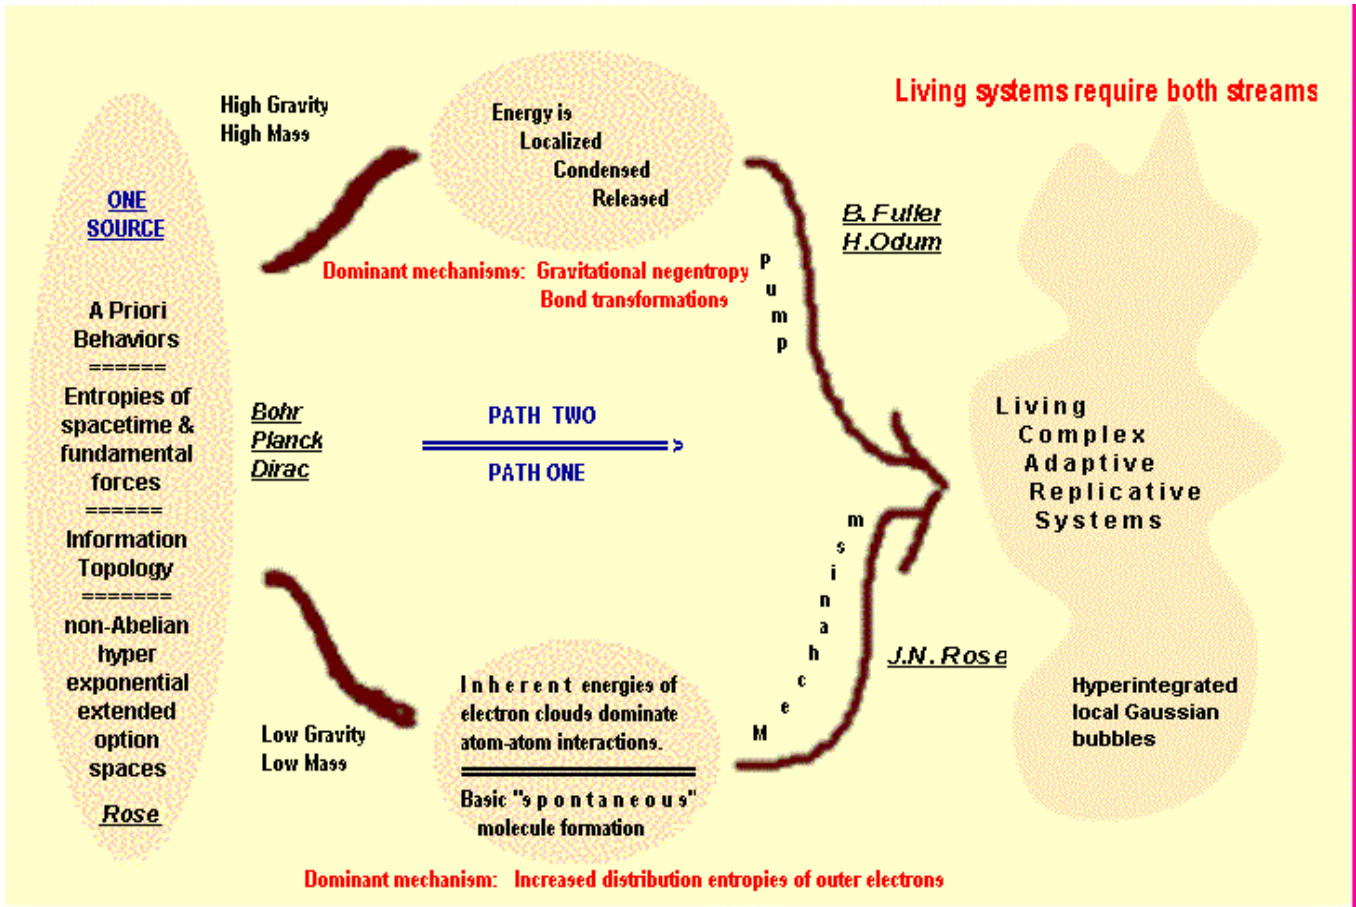 Living systems require both streams
High Gravity
High Mass
Energy is
Localized
Condensed
Released
ONE
SOURCE
B. Fuller
H.Odum
Dominant mechanisms: Gravitational negentropy
Bond transformations
Pump
A Priori
Behaviors
======
Entropies of
spacetime &
fundamental
forces
======
Information
Topology
=======
non-Abelian
hyper
exponential
extended
option
spaces
Rose
Bohr
Planck
Dirac
PATH TWO
PATH ONE
Living
Complex
Adaptive
Replicative
Systems
Mechanism
J.N. Rose
Low Gravity
Low Mass
Inherent energies of
electron clouds dominate
atom-atom interactions.
Basic "spontaneous"
molecule formation
Hyperintegrated
local Gaussian
bubbles
Dominant mechanism: Increased distribution entropies of outer electrons